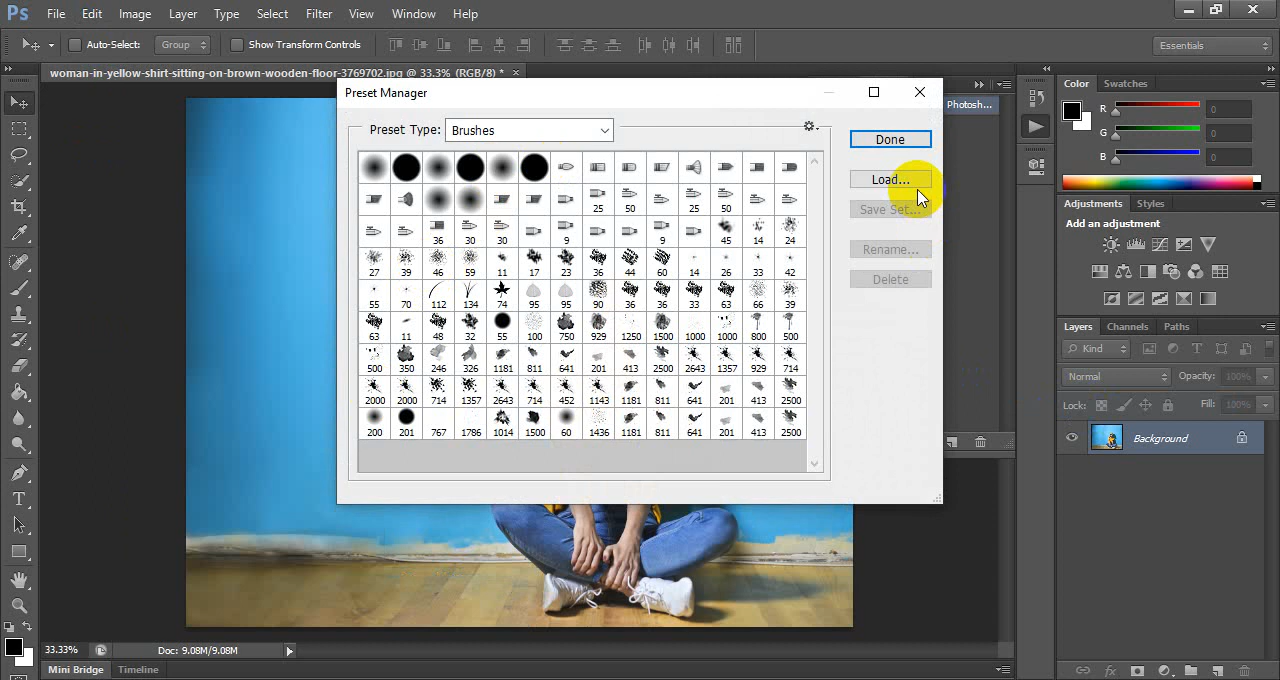 Ps File Edit Image Layer Type Select Filter View Window Help
Auto-Select: Group Show Transform Controls Essentials
woman-in-yellow-shirt-sitting-on-brown-wooden-floor-3769702.jpg @ 33.3% (RGB/8) * ×
Preset Manager
Preset Type: Brushes
Done
Load...
Save Set...
Rename...
Delete
25 50 25 50
36 30 30 9 9 45 14 24
27 39 46 59 11 17 23 36 44 60 14 26 33 42
55 70 112 134 74 95 95 90 36 36 33 63 66 39
63 11 48 32 55 100 750 929 1250 1500 1000 1000 800 500
500 350 246 326 1181 811 641 201 413 2500 2643 1357 929 714
2000 2000 714 1357 2643 714 452 1143 1181 811 641 201 413 2500
200 201 767 1786 1014 1500 60 1436 1181 811 641 201 413 2500
Photosh...
Color Swatches
R 0
G 0
B 0
Adjustments Styles
Add an adjustment
Layers Channels Paths
Kind
Normal Opacity: 100%
Lock: Fill: 100%
Background
33.33% Doc: 9.08M/9.08M
Mini Bridge Timeline